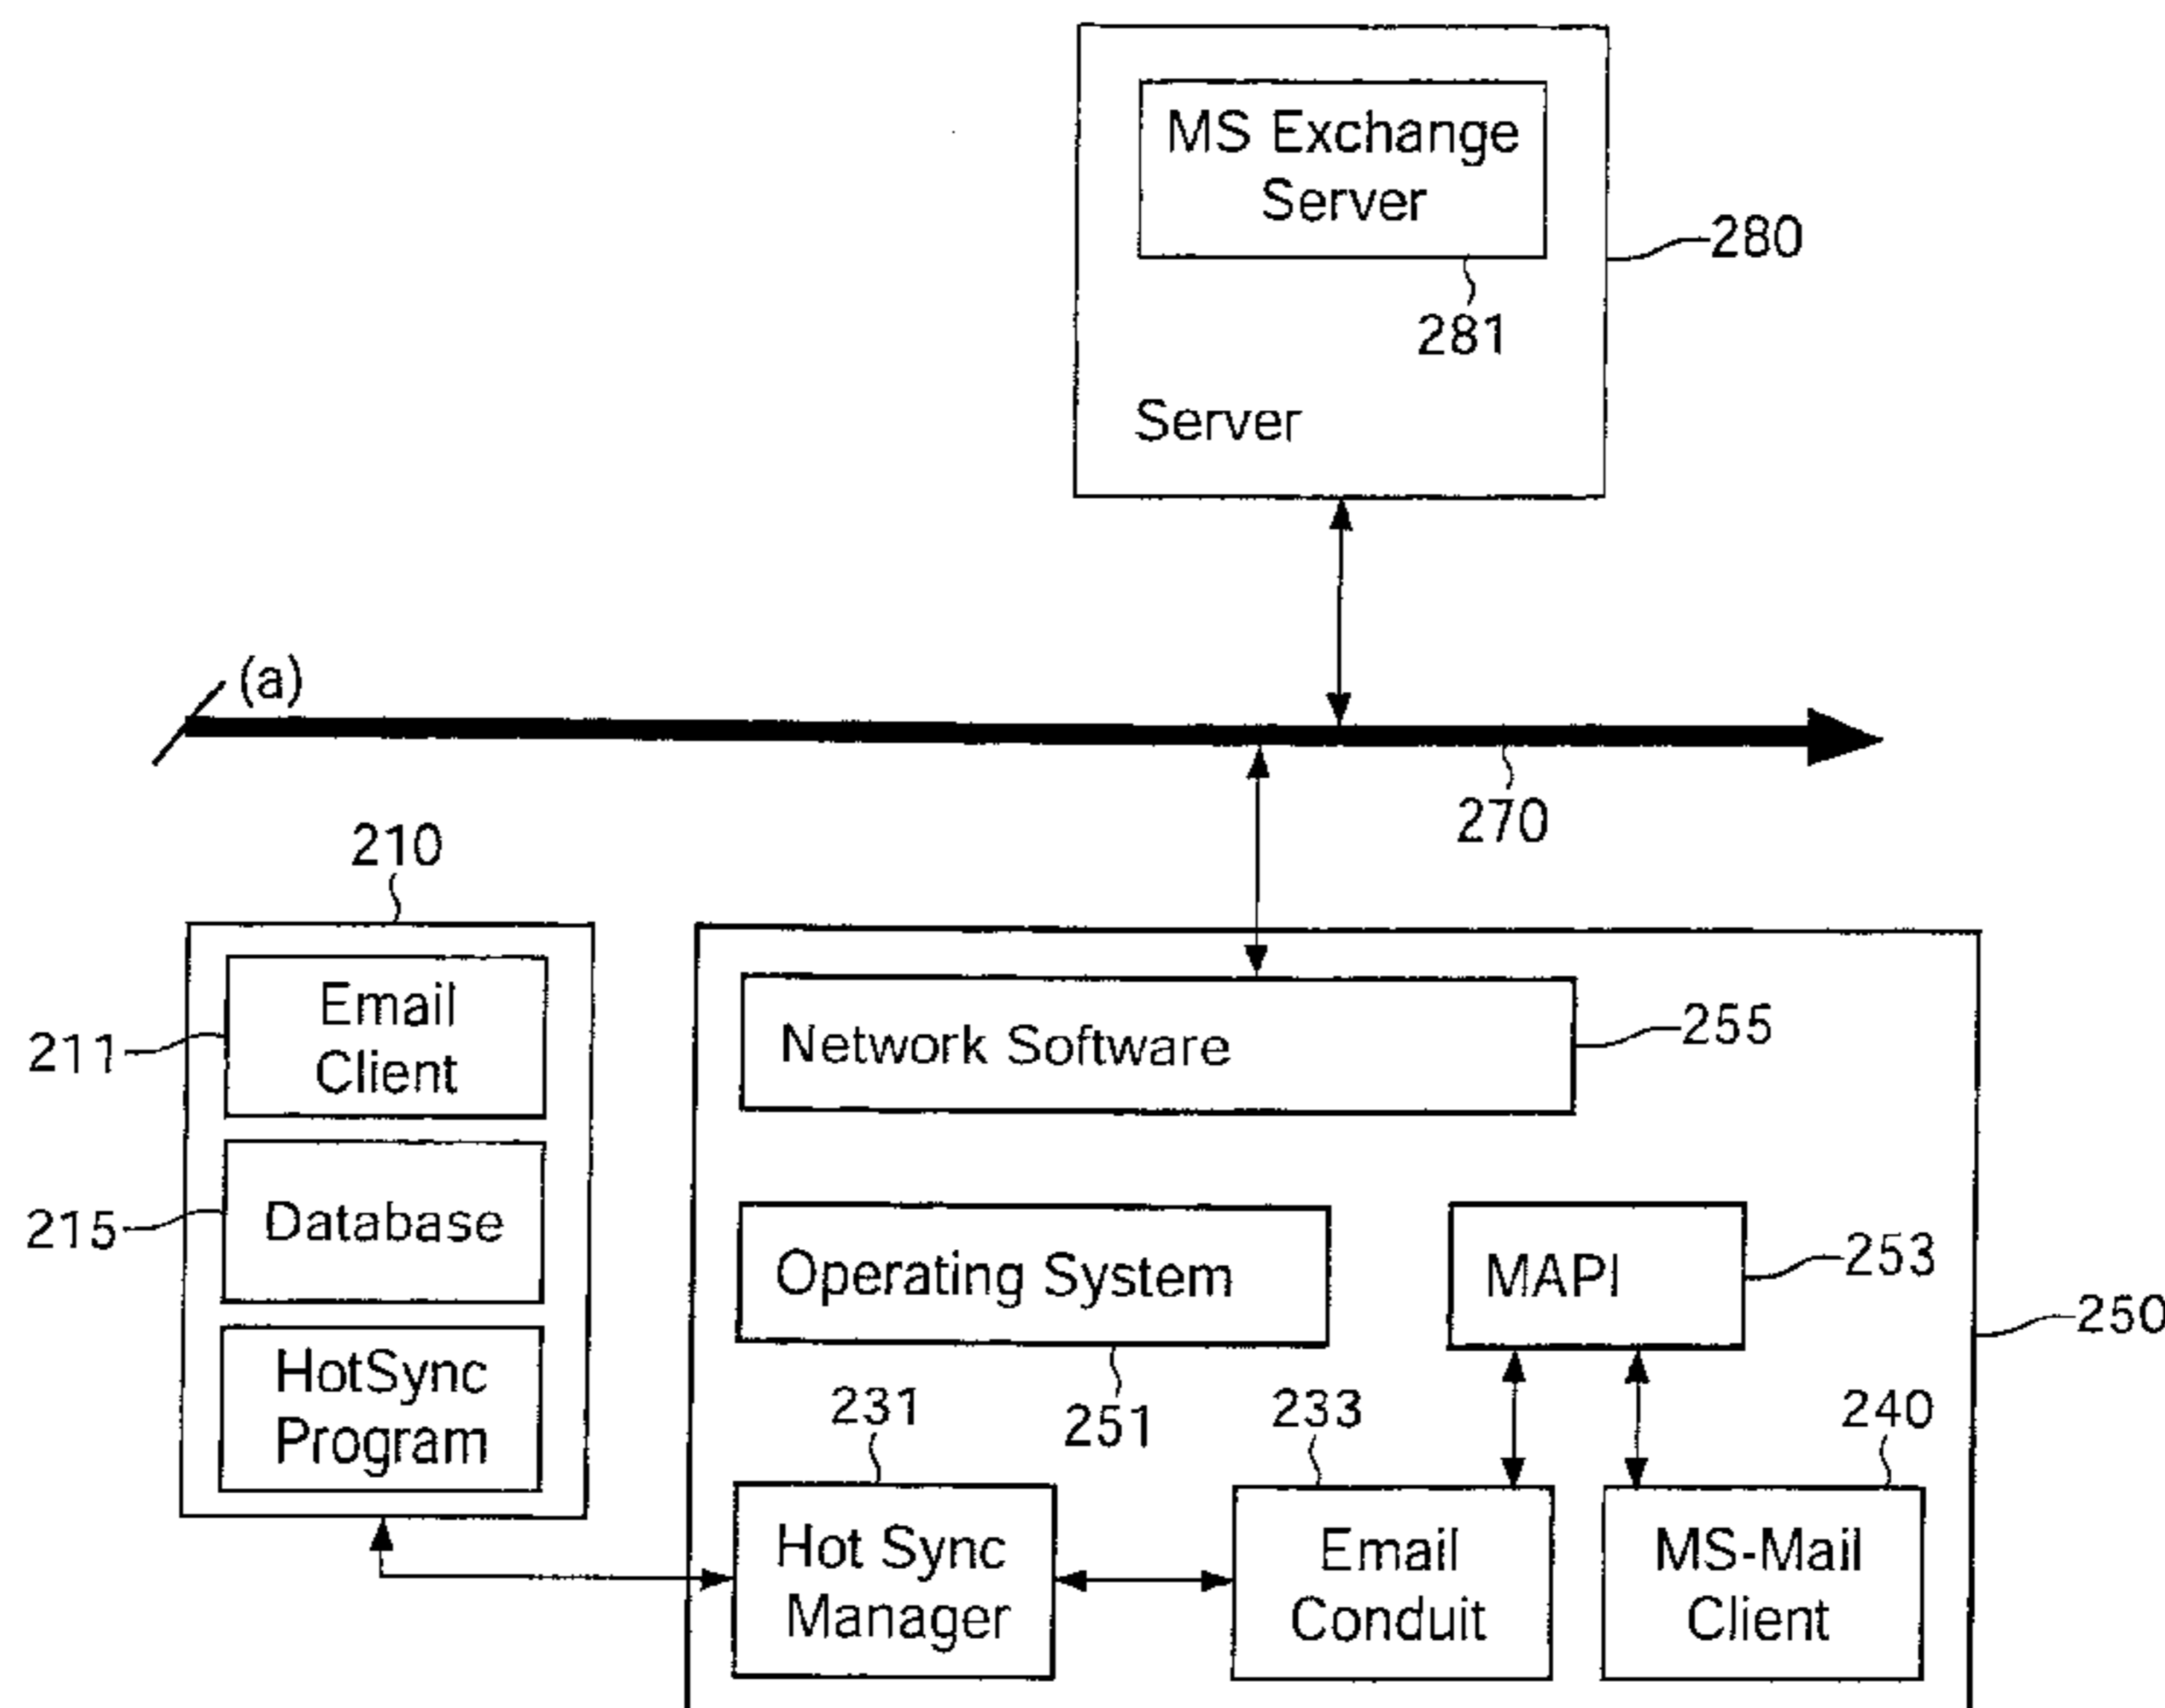 MS Exchange
Server
280
281
Server
(a)
270
210
Email
Client
211
Database
215
HotSync
Program
Network Software
255
Operating System
251
MAPI
253
250
231
Hot Sync
Manager
233
Email
Conduit
240
MS-Mail
Client